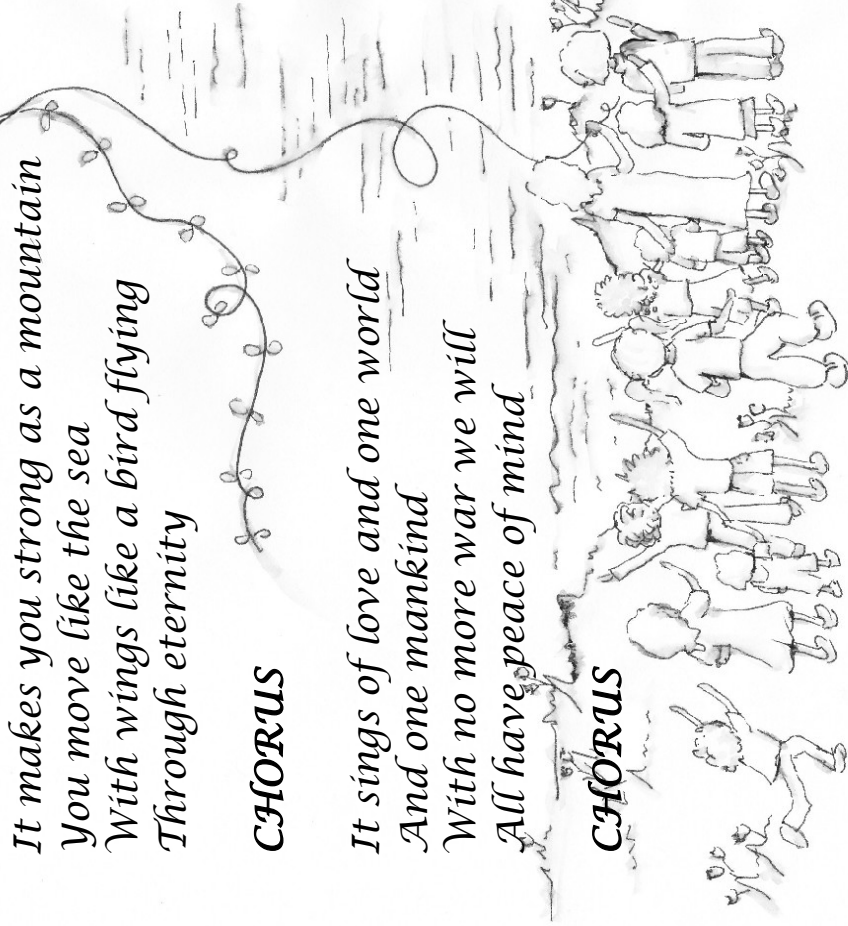 It makes you strong as a mountain
You move like the sea
With wings like a bird flying
Through eternity
CHORUS
It sings of love and one world
And one mankind
With no more war we will
All have peace of mind
CHORUS